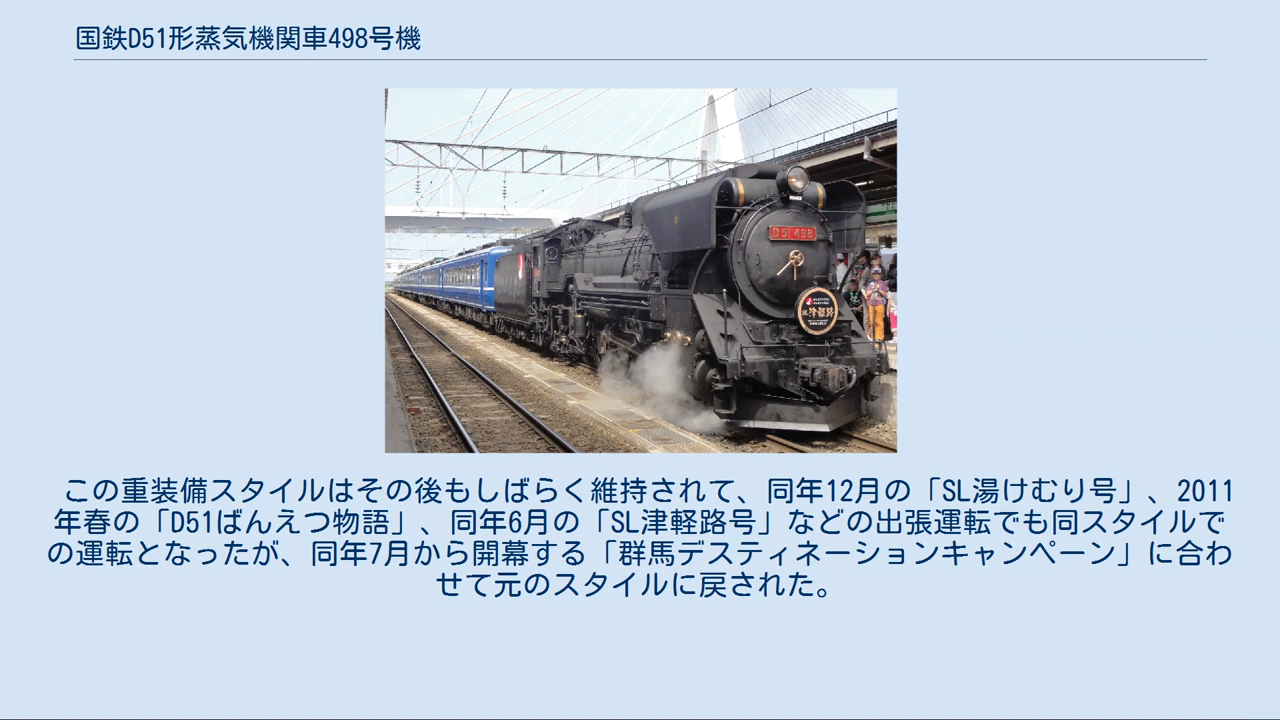 国鉄D51形蒸気機関車498号機
D51 498
津軽路
この重装備スタイルはその後もしばらく維持されて、同年12月の「SL湯けむり号」、2011
年春の「D51ばんえつ物語」、同年6月の「SL津軽路号」などの出張運転でも同スタイルで
の運転となったが、同年7月から開幕する「群馬デスティネーションキャンペーン」に合わ
せて元のスタイルに戻された。